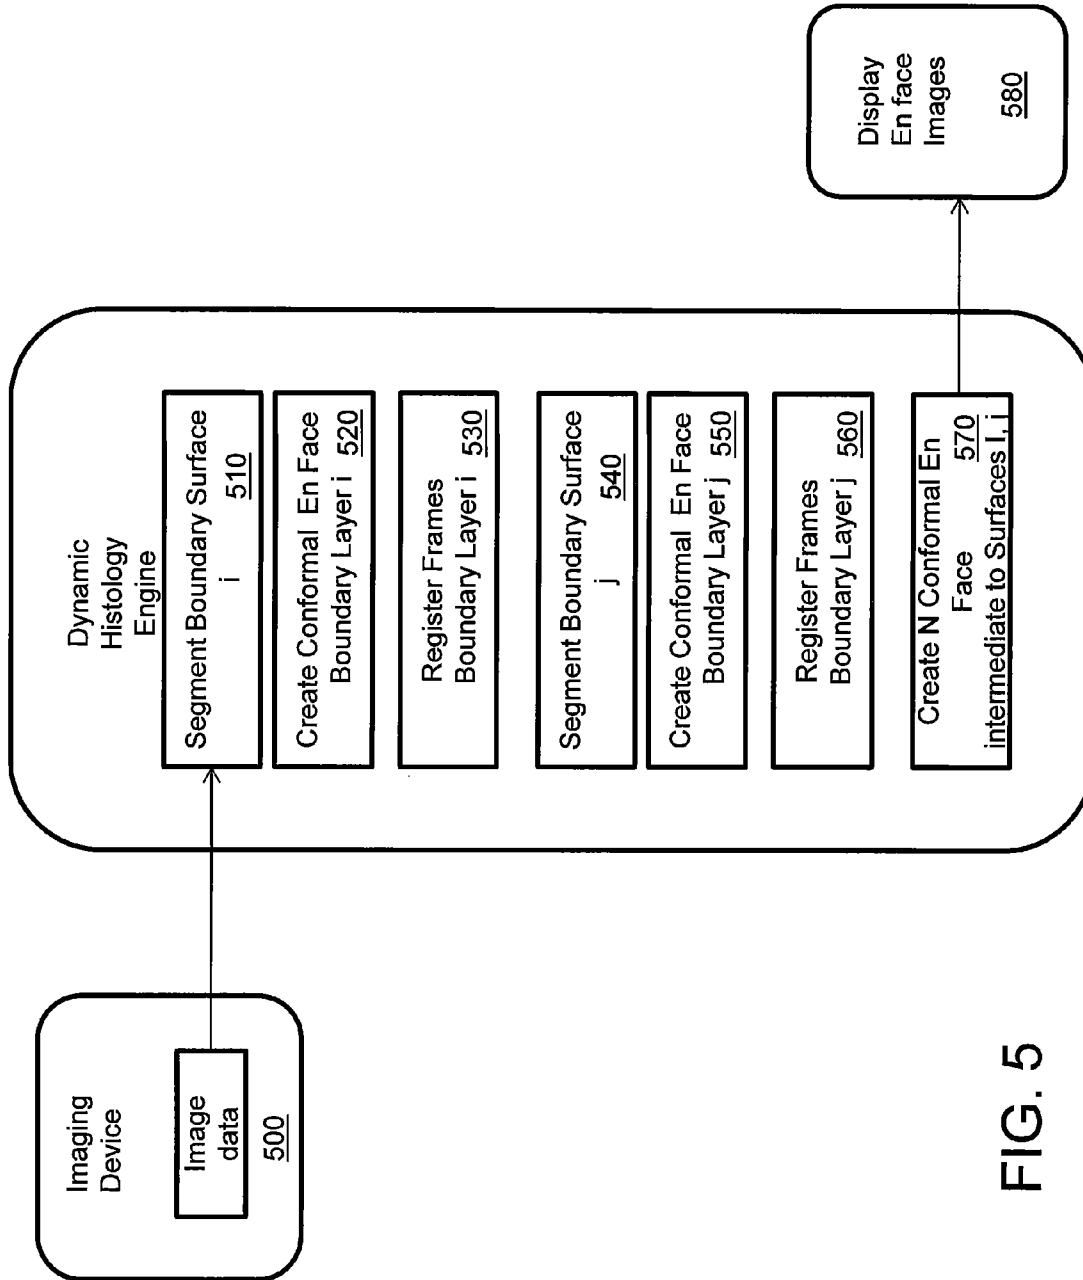 Imaging
Device
Image
data
500
Dynamic
Histology
Engine
Segment Boundary Surface
i
510
Create Conformal En Face
Boundary Layer i 520
Register Frames
Boundary Layer i 530
Segment Boundary Surface
j
540
Create Conformal En Face
Boundary Layer j 550
Register Frames
Boundary Layer j 560
Create N Conformal En
Face 570
intermediate to Surfaces I, j
Display
En face
Images
580
FIG. 5